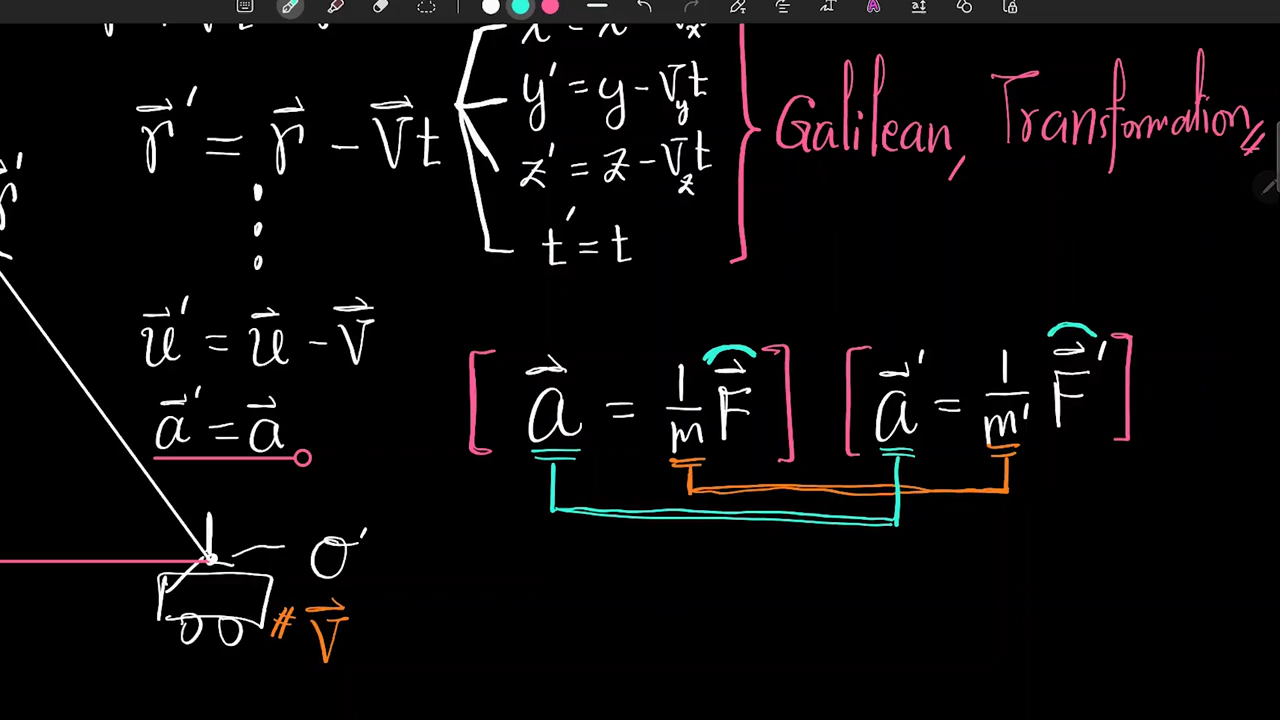 y' = y - V_y t
r⃗' = r⃗ - V⃗t
z' = z - V_z t
t' = t
Galilean, Transformation,
r⃗'
u⃗' = u⃗ - V⃗
a⃗' = a⃗
[a⃗ = 1/m F⃗] [a⃗' = 1/m' F⃗']
O'
# V⃗